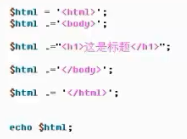 $html = '<html>';
$html .='<body>';
$html .="<h1>这是标题</h1>";
$html .='</body>';
$html .= '</html>';
echo $html;